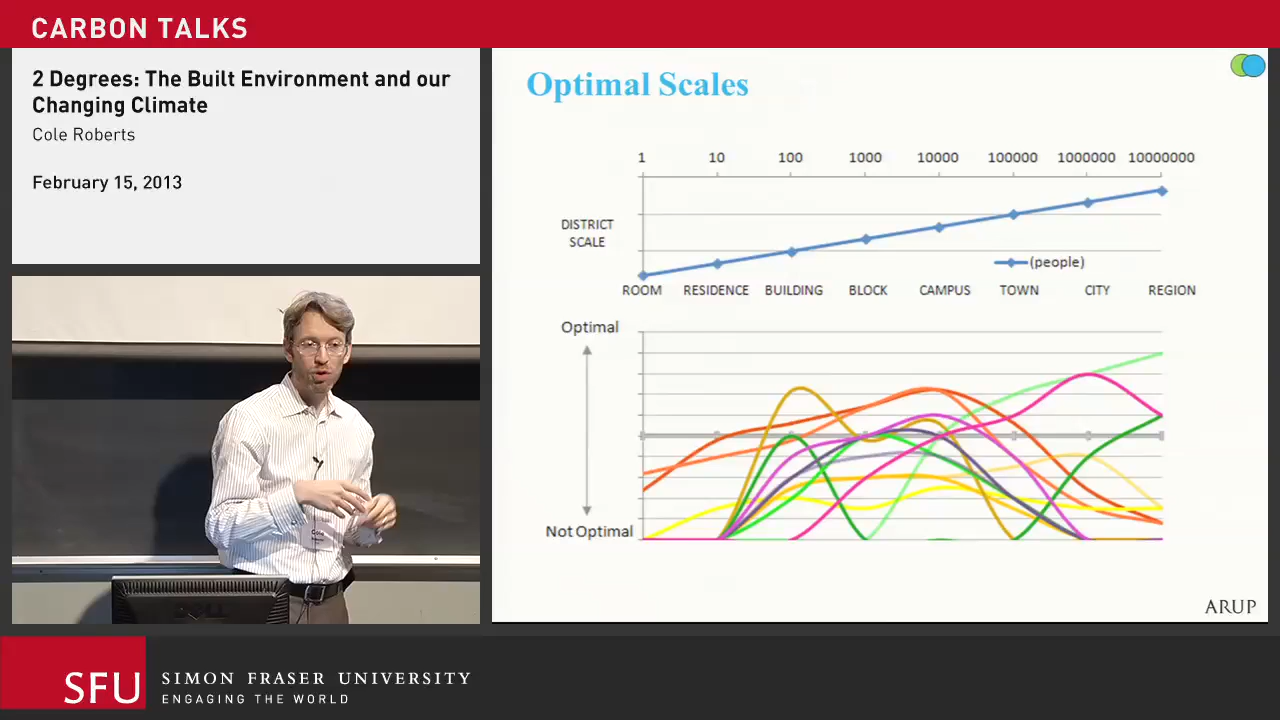 CARBON TALKS
2 Degrees: The Built Environment and our
Changing Climate
Cole Roberts
February 15, 2013
Optimal Scales
1 10 100 1000 10000 100000 1000000 10000000
DISTRICT
SCALE
(people)
ROOM RESIDENCE BUILDING BLOCK CAMPUS TOWN CITY REGION
Optimal
Not Optimal
ARUP
DELL
SFU
SIMON FRASER UNIVERSITY
ENGAGING THE WORLD